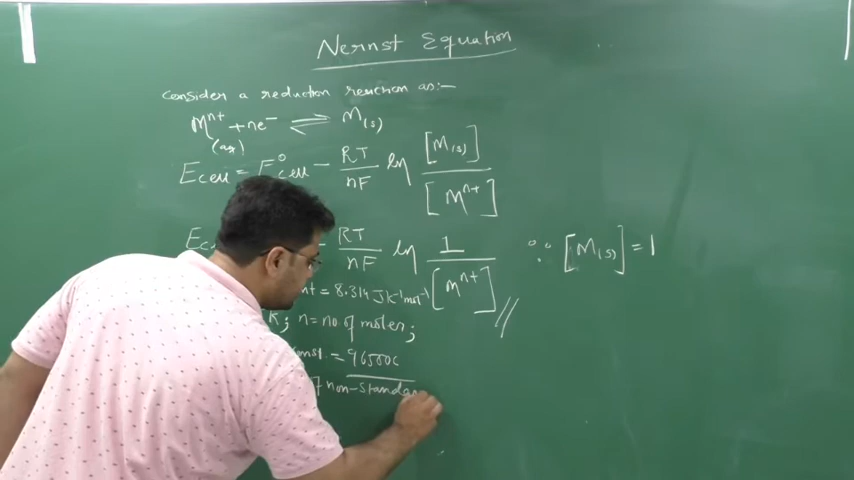 Nernst Equation
Consider a reduction reaction as:-
Mⁿ⁺ + ne⁻ ⇌ M(s)
(aq)
Ecell = E°cell - RT/nF ln [M(s)]/[Mⁿ⁺]
- RT/nF ln 1/[Mⁿ⁺] ∵ [M(s)] = 1
= 8.314 JK⁻¹mol⁻¹
K; n = no of moles;
const. = 96500C
non-standar